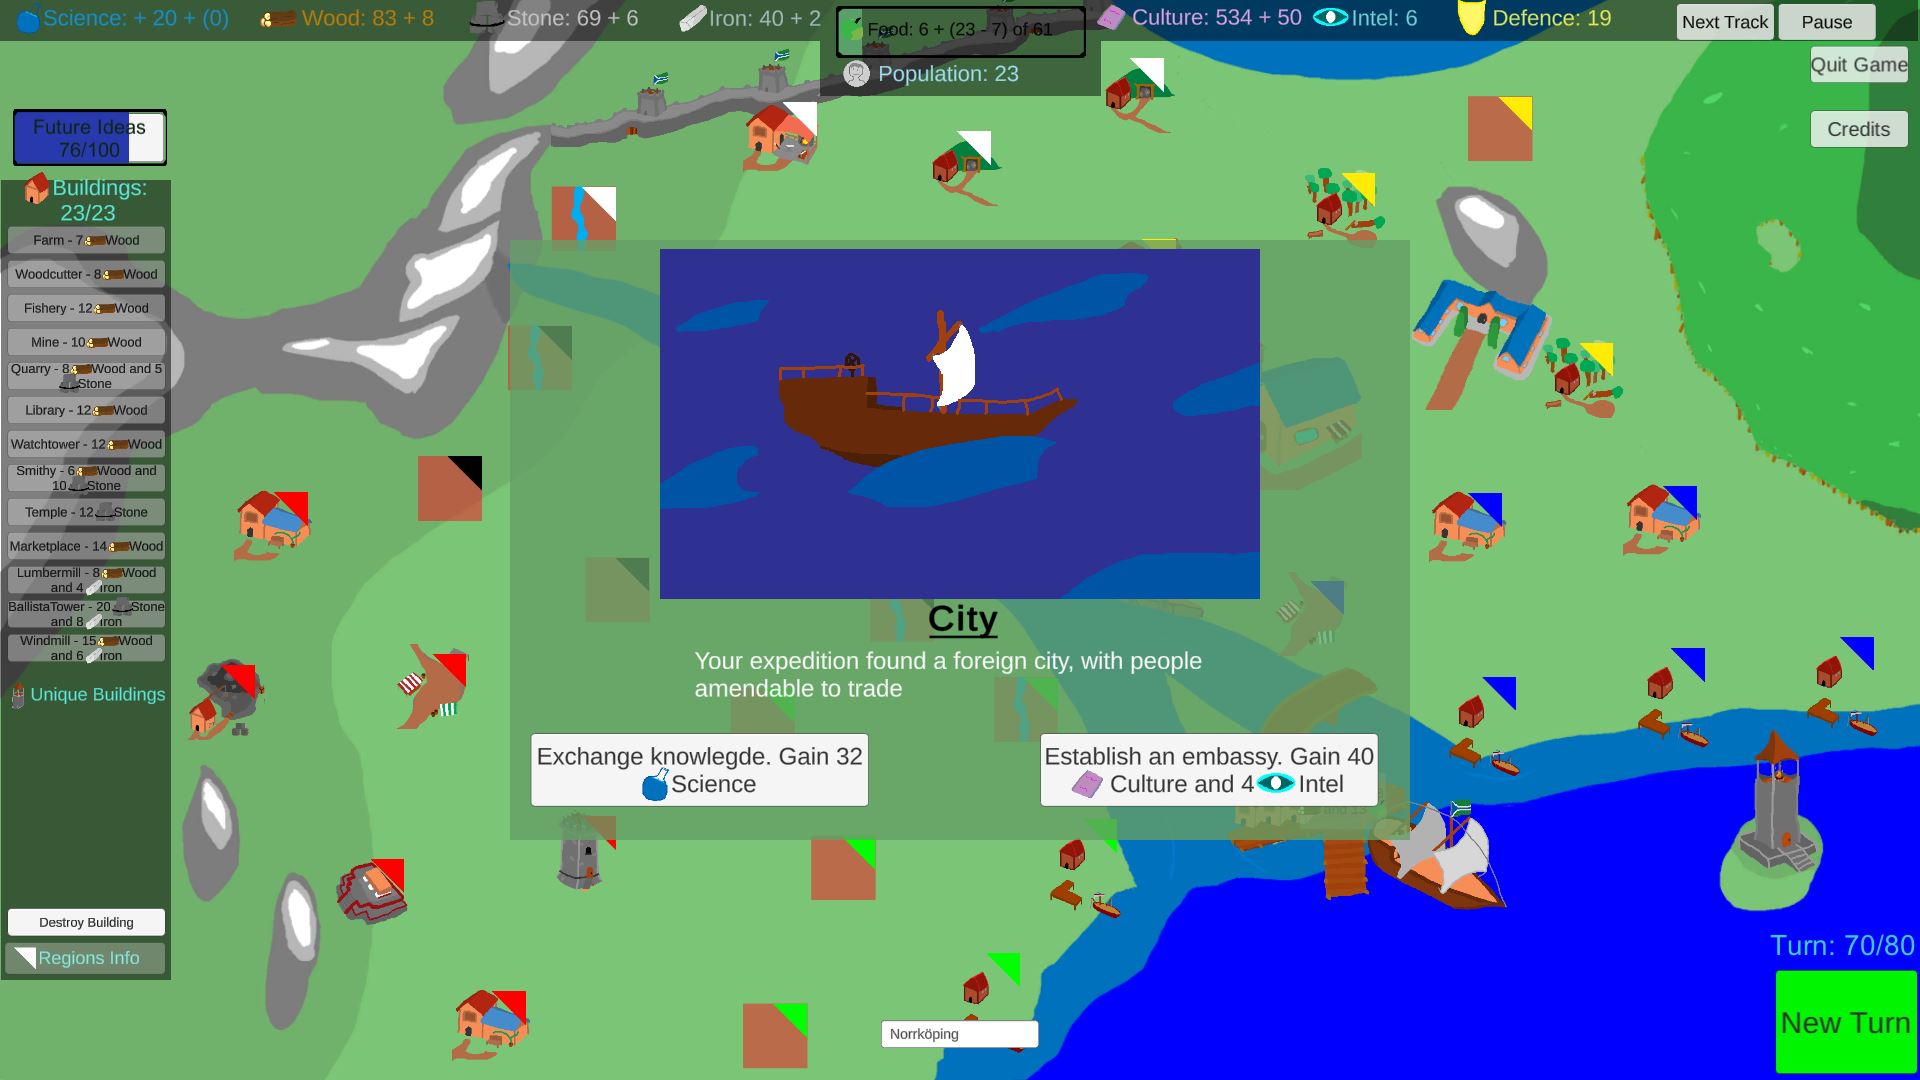 Science: + 20 + (0)
Wood: 83 + 8
Stone: 69 + 6
Iron: 40 + 2
Food: 6 + (23 - 7) of 61
Population: 23
Culture: 534 + 50
Intel: 6
Defence: 19
Next Track
Pause
Quit Game
Credits
Future Ideas
76/100
Buildings:
23/23
Farm - 7 Wood
Woodcutter - 8 Wood
Fishery - 12 Wood
Mine - 10 Wood
Quarry - 8 Wood and 5
Stone
Library - 12 Wood
Watchtower - 12 Wood
Smithy - 6 Wood and
10 Stone
Temple - 12 Stone
Marketplace - 14 Wood
Lumbermill - 8 Wood
and 4 Iron
BallistaTower - 20 Stone
and 8 Iron
Windmill - 15 Wood
and 6 Iron
Unique Buildings
Destroy Building
Regions Info
City
Your expedition found a foreign city, with people
amendable to trade
Exchange knowlegde. Gain 32
Science
Establish an embassy. Gain 40
Culture and 4 Intel
Norrköping
Turn: 70/80
New Turn